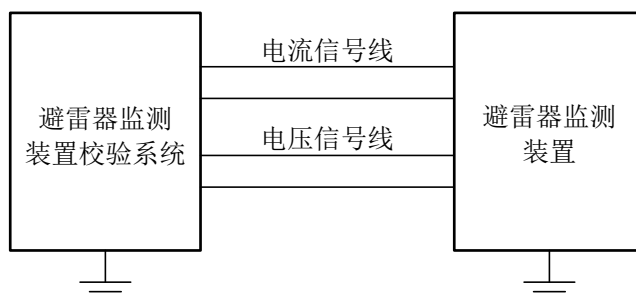 电流信号线
避雷器监测
装置校验系统
电压信号线
避雷器监测
装置